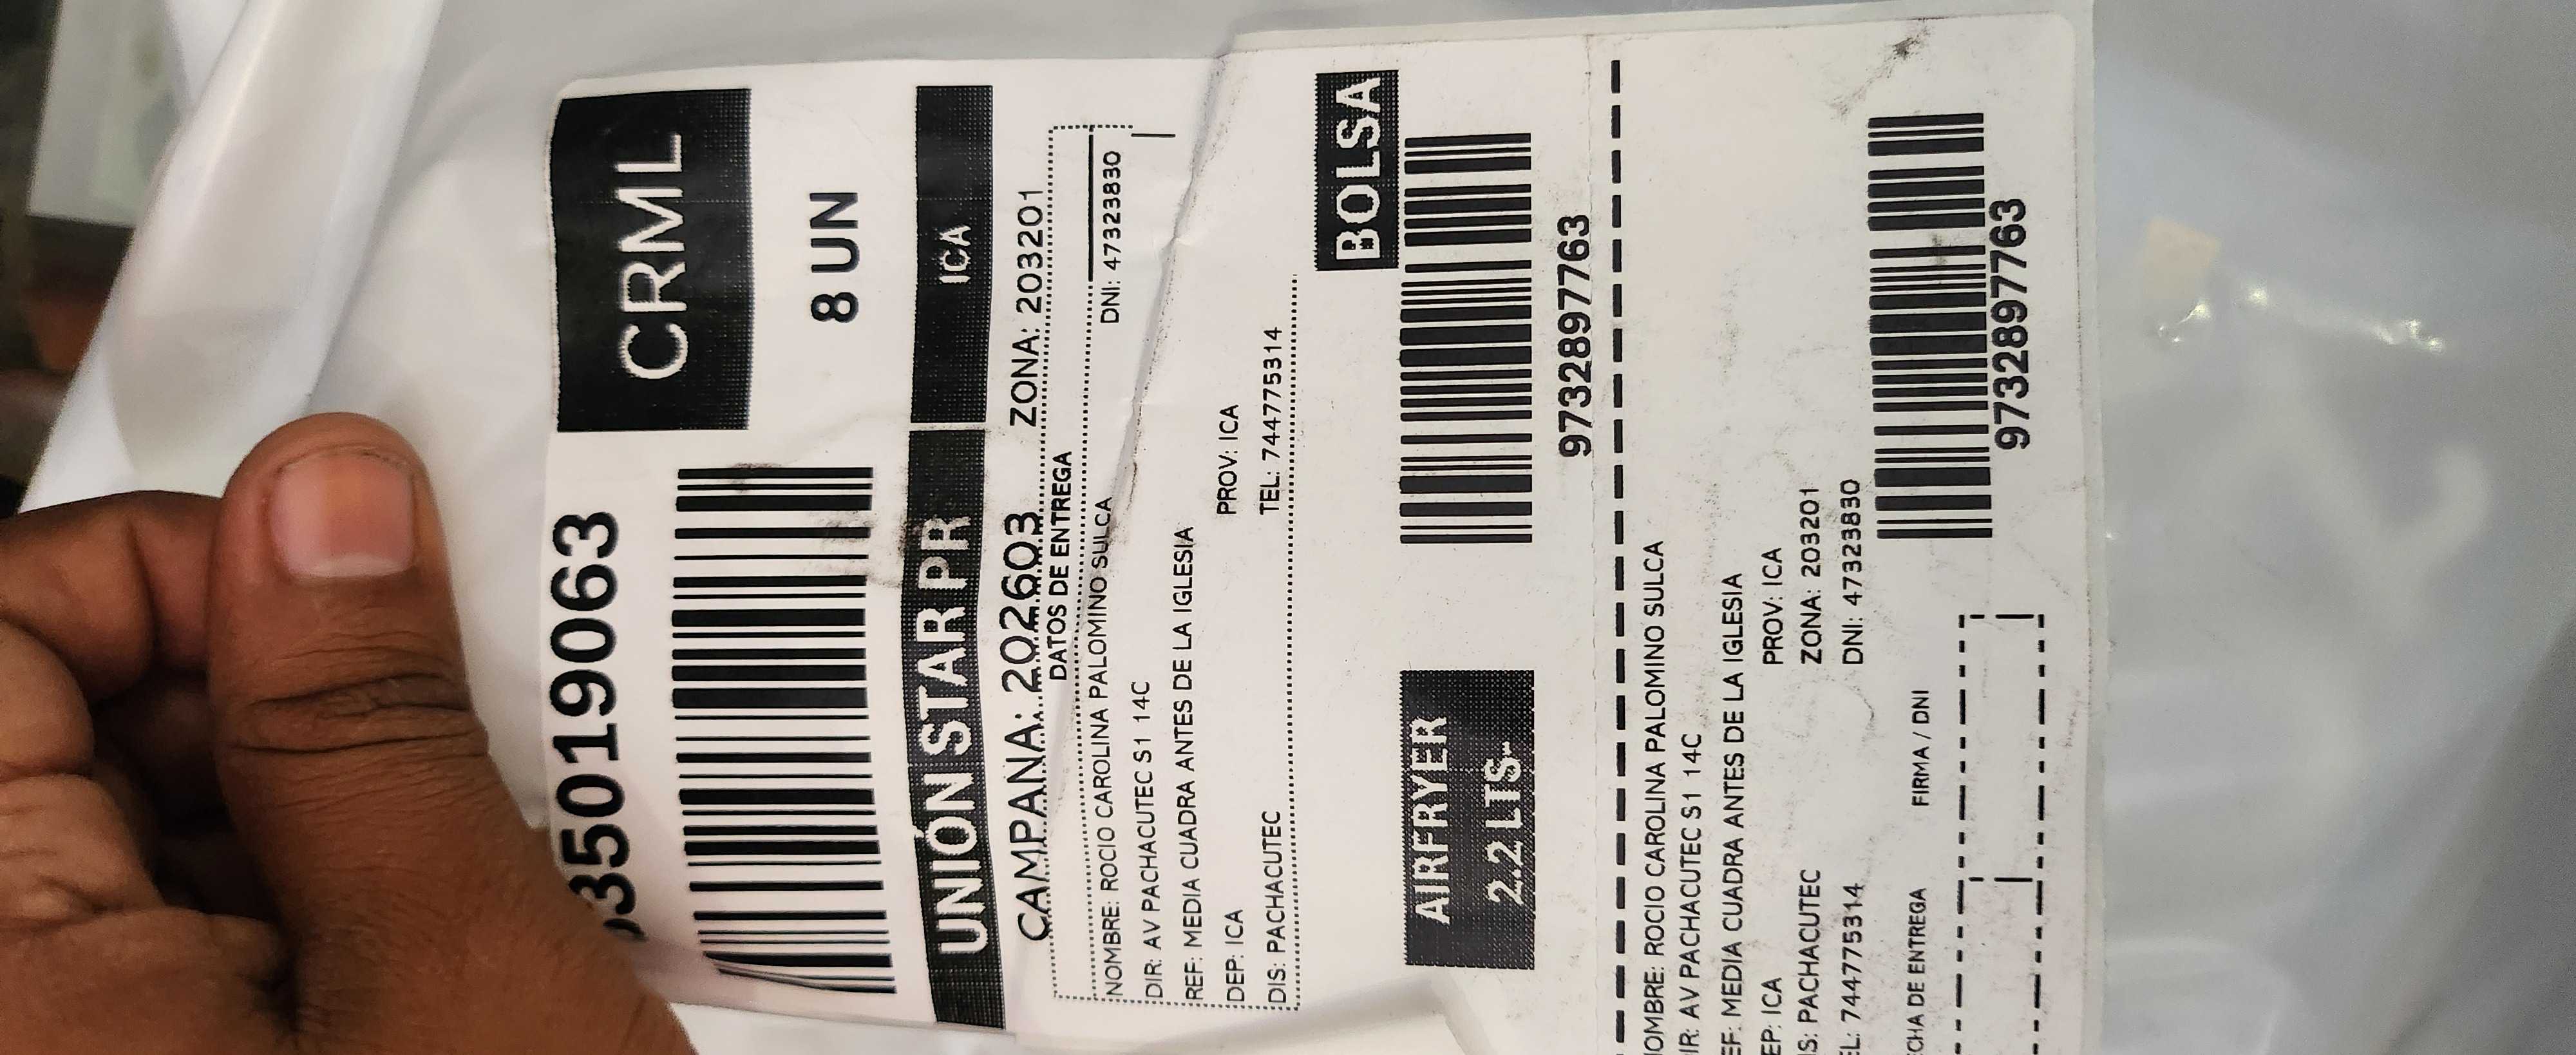 35019063
CRML
8 UN
UNIÓN STAR PR ICA
CAMPANA: 202603 ZONA: 203201
DATOS DE ENTREGA
NOMBRE: ROCIO CAROLINA PALOMINO SULCA DNI: 47323830
DIR: AV PACHACUTEC S1 14C
REF: MEDIA CUADRA ANTES DE LA IGLESIA
DEP: ICA PROV: ICA
DIS: PACHACUTEC TEL: 744775314
BOLSA
AIRFRYER
2.2 LTS-
9732897763
OMBRE: ROCIO CAROLINA PALOMINO SULCA
IR: AV PACHACUTEC S1 14C
EF: MEDIA CUADRA ANTES DE LA IGLESIA
EP: ICA PROV: ICA
S: PACHACUTEC ZONA: 203201
EL: 744775314 DNI: 47323830
CHA DE ENTREGA FIRMA / DNI
9732897763